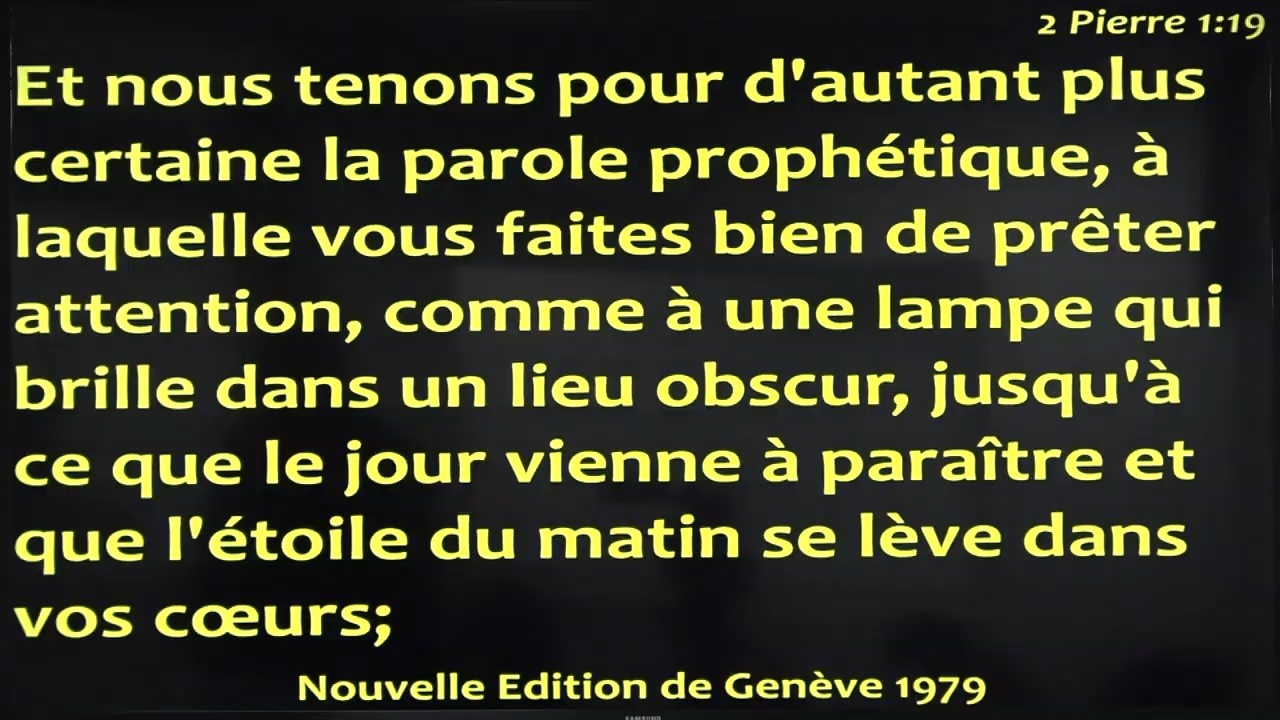 2 Pierre 1:19
Et nous tenons pour d'autant plus
certaine la parole prophétique, à
laquelle vous faites bien de prêter
attention, comme à une lampe qui
brille dans un lieu obscur, jusqu'à
ce que le jour vienne à paraître et
que l'étoile du matin se lève dans
vos cœurs;
Nouvelle Edition de Genève 1979
SAMSUNG